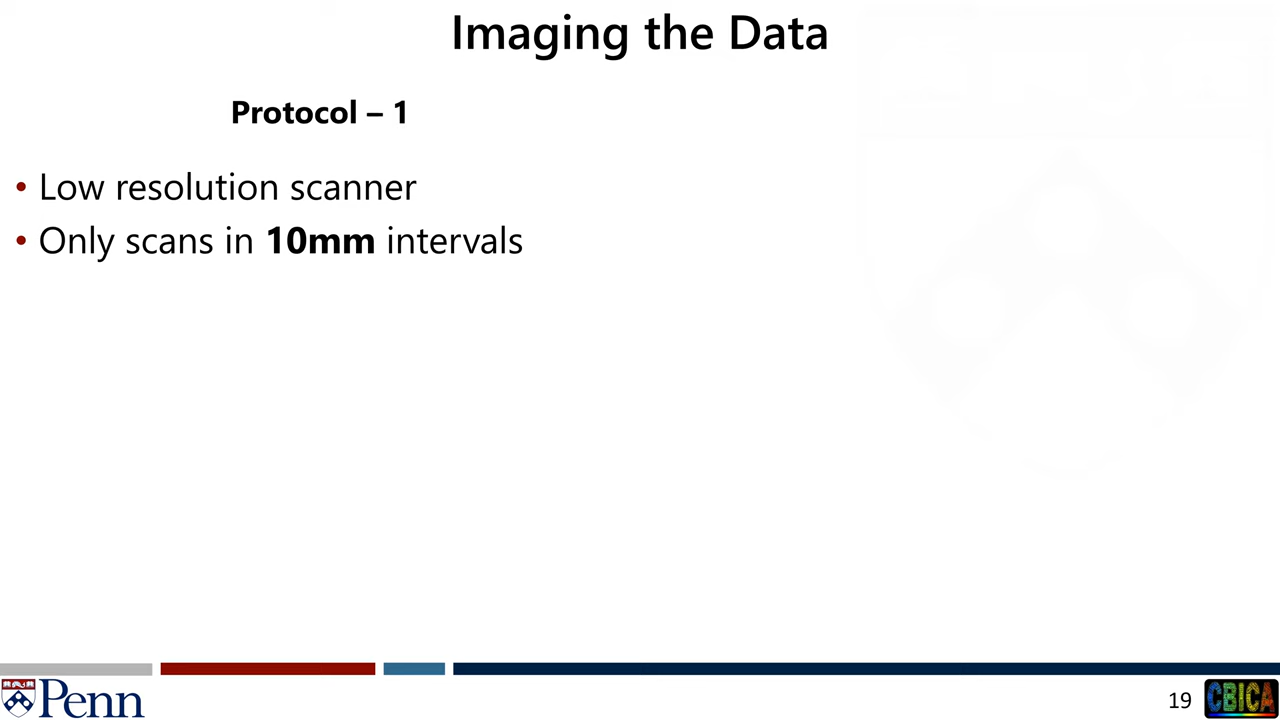 Imaging the Data
Protocol – 1
• Low resolution scanner
• Only scans in 10mm intervals
Penn
19
CBICA